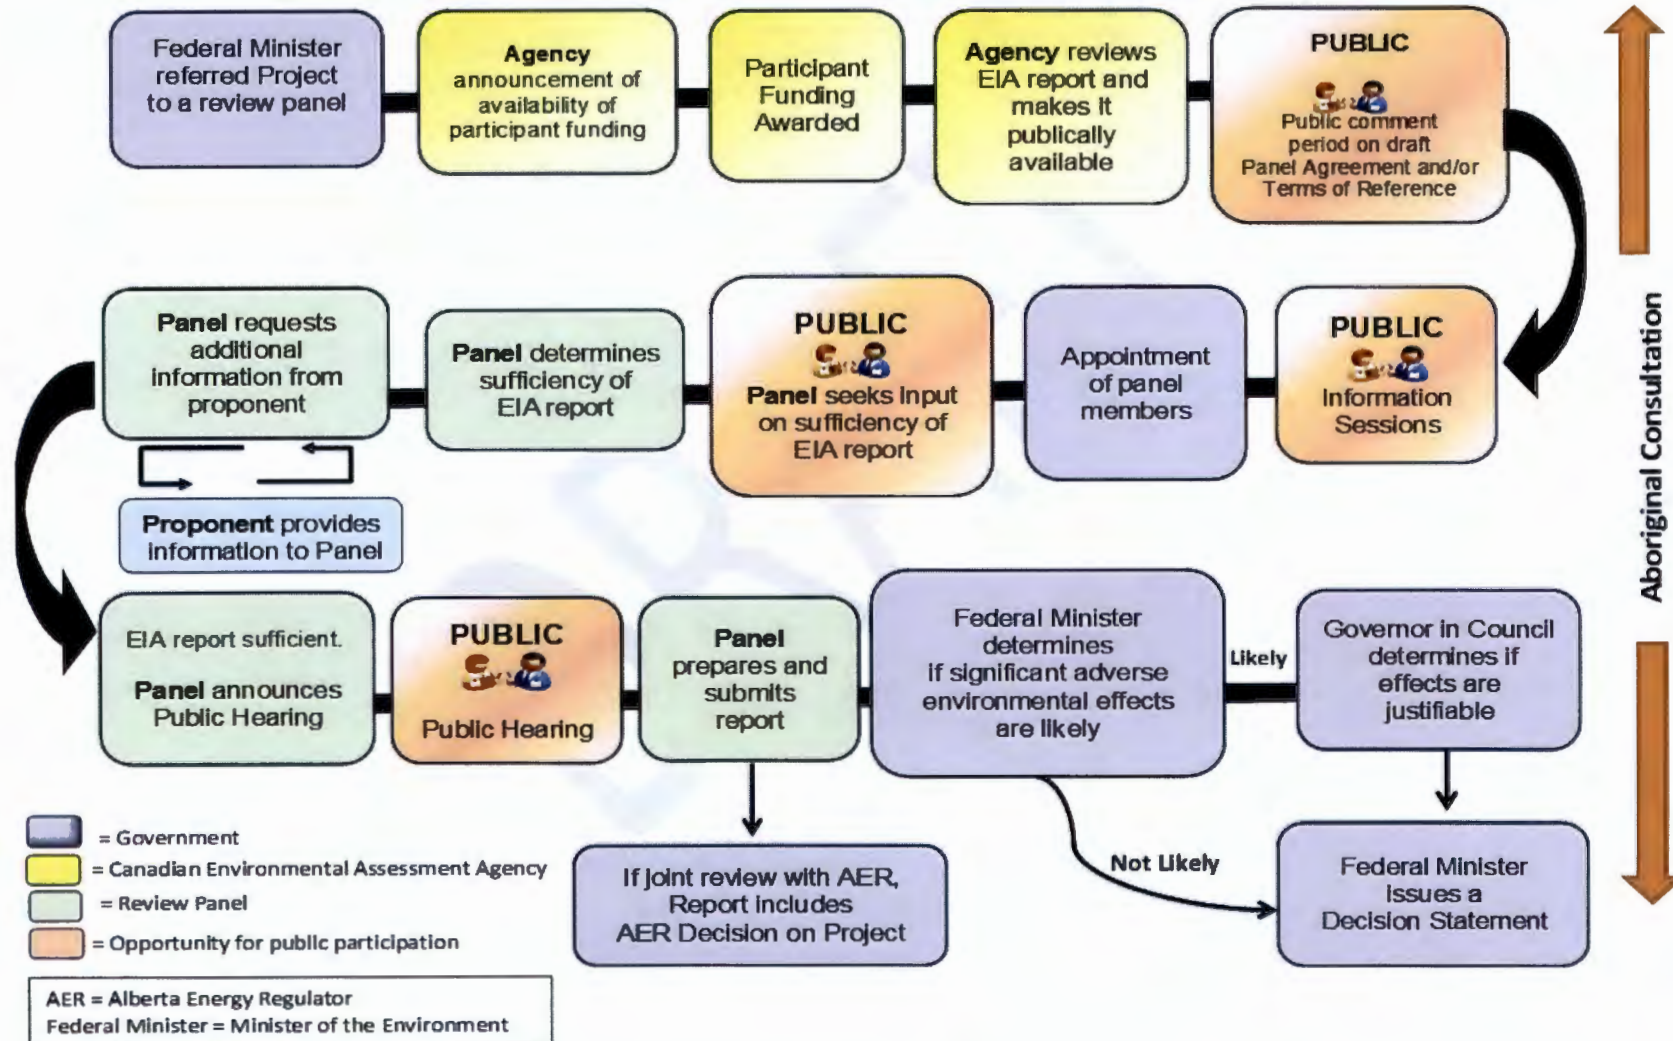 Federal Minister
referred Project
to a review panel
Agency
announcement of
availability of
participant funding
Participant
Funding
Awarded
Agency reviews
EIA report and
makes it
publically
available
PUBLIC
Public comment
period on draft
Panel Agreement and/or
Terms of Reference
PUBLIC
Information
Sessions
Appointment
of panel
members
PUBLIC
Panel seeks input
on sufficiency of
EIA report
Panel determines
sufficiency of
EIA report
Panel requests
additional
information from
proponent
Proponent provides
information to Panel
EIA report sufficient.
Panel announces
Public Hearing
PUBLIC
Public Hearing
Panel
prepares and
submits
report
Federal Minister
determines
if significant adverse
environmental effects
are likely
Likely
Governor in Council
determines if
effects are
justifiable
If joint review with AER,
Report includes
AER Decision on Project
Not Likely
Federal Minister
issues a
Decision Statement
Aboriginal Consultation
= Government
= Canadian Environmental Assessment Agency
= Review Panel
= Opportunity for public participation
AER = Alberta Energy Regulator
Federal Minister = Minister of the Environment